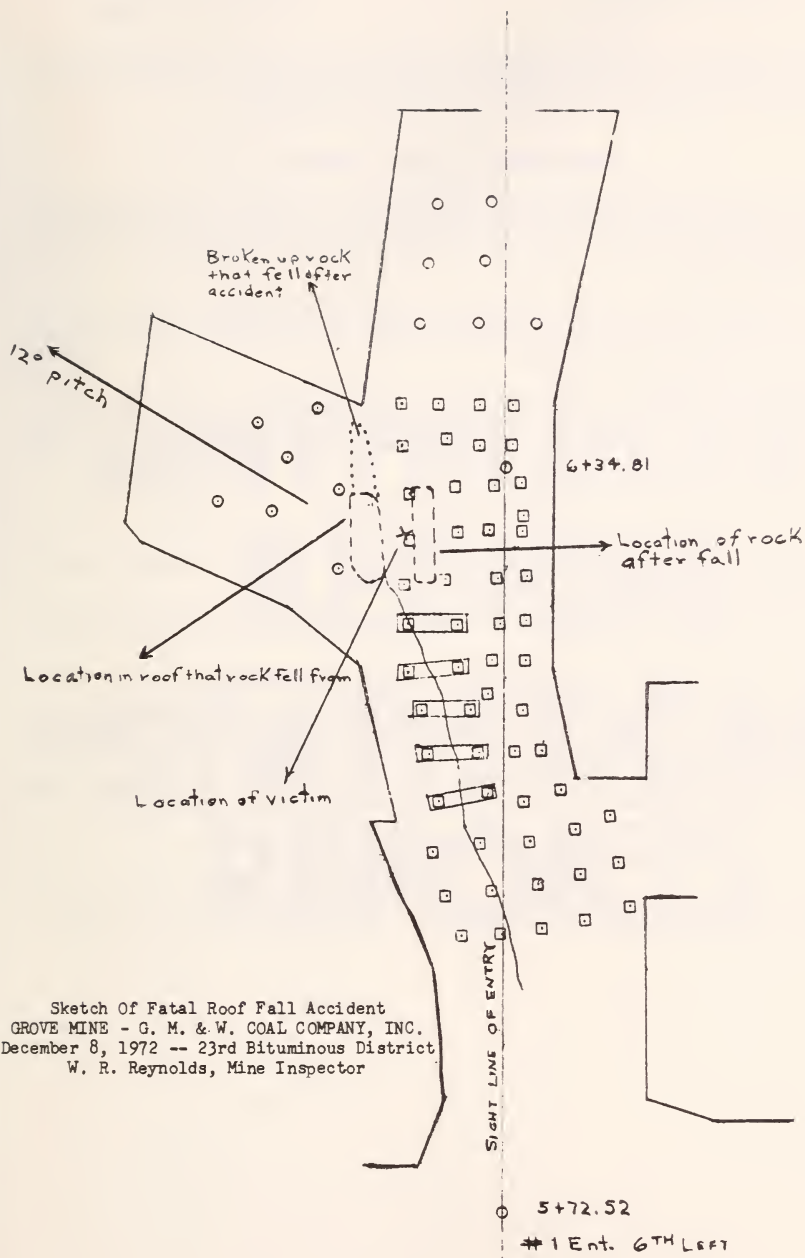 Broken up rock
that fell after
accident
12° pitch
6+34.81
Location of rock
after fall
Location in roof that rock fell from
Location of victim
SIGHT LINE OF ENTRY
Sketch Of Fatal Roof Fall Accident
GROVE MINE - G. M. & W. COAL COMPANY, INC.
December 8, 1972 -- 23rd Bituminous District
W. R. Reynolds, Mine Inspector
5+72.52
#1 Ent. 6TH LEFT